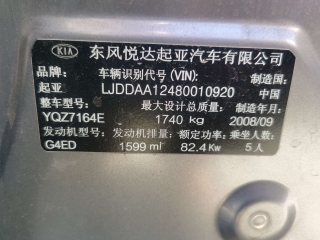 KIA 东风悦达起亚汽车有限公司
品牌: 车辆识别代号(VIN): 制造国:
起亚 LJDDAA12480010920 中国
整车型号: 最大设计总质量: 制造年月:
YQZ7164E 1740 kg 2008/09
发动机型号: 发动机排量: 额定功率: 乘坐人数:
G4ED 1599 ml 82.4 Kw 5人